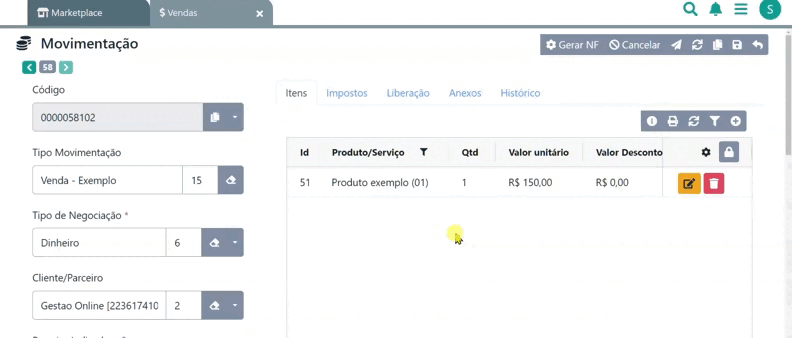 Marketplace
Vendas
S
Movimentação
Gerar NF
Cancelar
58
Código
0000058102
Tipo Movimentação
Venda - Exemplo 15
Tipo de Negociação *
Dinheiro 6
Cliente/Parceiro
Gestao Online [223617410 2
Itens Impostos Liberação Anexos Histórico
Id Produto/Serviço Qtd Valor unitário Valor Desconto
51 Produto exemplo (01) 1 R$ 150,00 R$ 0,00